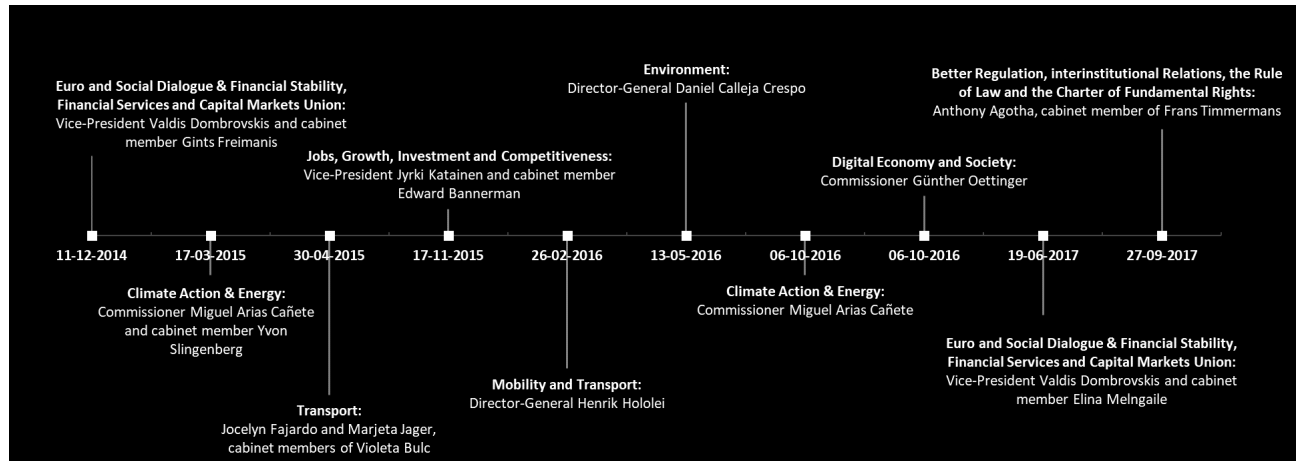 Euro and Social Dialogue & Financial Stability,
Financial Services and Capital Markets Union:
Vice-President Valdis Dombrovskis and cabinet
member Gints Freimanis
Jobs, Growth, Investment and Competitiveness:
Vice-President Jyrki Katainen and cabinet member
Edward Bannerman
Environment:
Director-General Daniel Calleja Crespo
Digital Economy and Society:
Commissioner Günther Oettinger
Better Regulation, interinstitutional Relations, the Rule
of Law and the Charter of Fundamental Rights:
Anthony Agotha, cabinet member of Frans Timmermans
11-12-2014 17-03-2015 30-04-2015 17-11-2015 26-02-2016 13-05-2016 06-10-2016 06-10-2016 19-06-2017 27-09-2017
Climate Action & Energy:
Commissioner Miguel Arias Cañete
and cabinet member Yvon
Slingenberg
Transport:
Jocelyn Fajardo and Marjeta Jager,
cabinet members of Violeta Bulc
Mobility and Transport:
Director-General Henrik Hololei
Climate Action & Energy:
Commissioner Miguel Arias Cañete
Euro and Social Dialogue & Financial Stability,
Financial Services and Capital Markets Union:
Vice-President Valdis Dombrovskis and cabinet
member Elina Melngaile